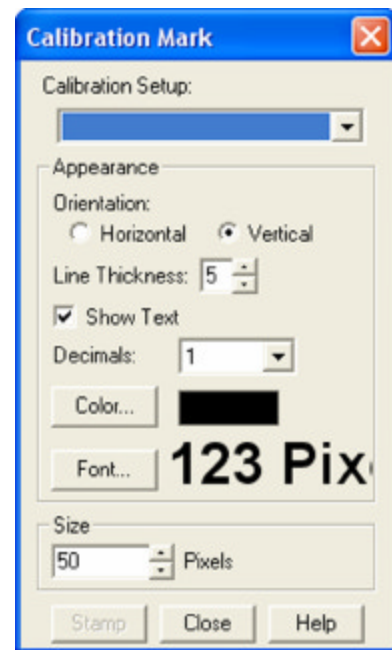 Calibration Mark
Calibration Setup:
Appearance
Orientation:
Horizontal Vertical
Line Thickness: 5
Show Text
Decimals: 1
Color...
Font... 123 Pix
Size
50 Pixels
Stamp Close Help